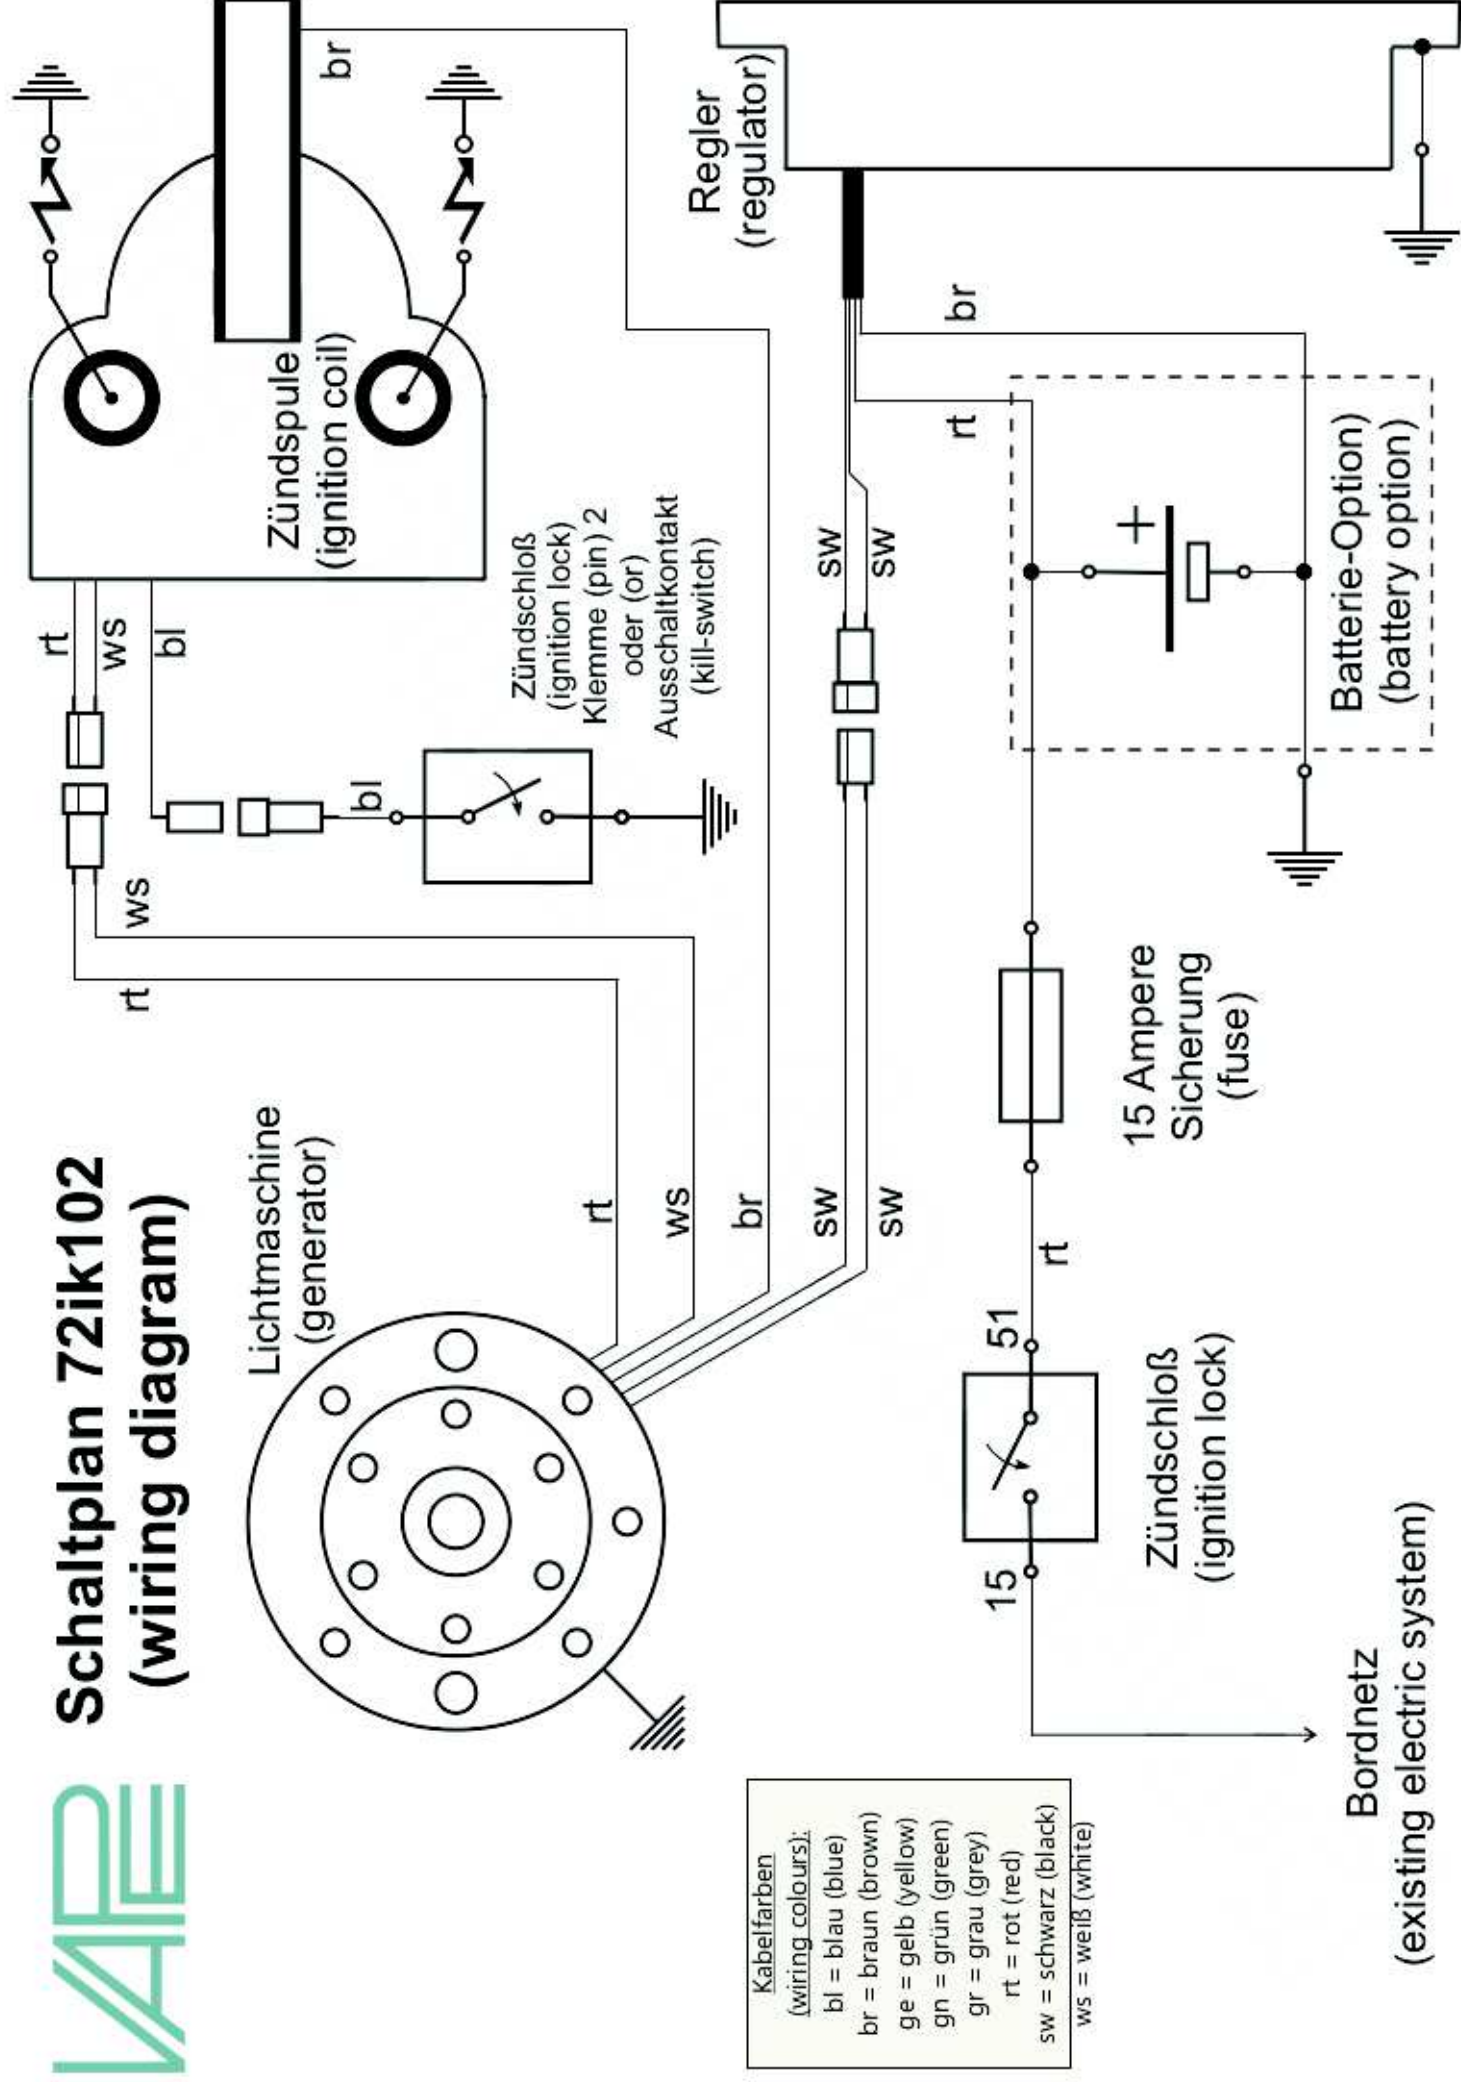 VAPE
Schaltplan 72ik102
(wiring diagram)
Lichtmaschine
(generator)
rt
ws
br
sw
sw
rt
ws
rt
ws
bl
bl
Zündspule
(ignition coil)
br
Zündschloß
(ignition lock)
Klemme (pin) 2
oder (or)
Ausschaltkontakt
(kill-switch)
Regler
(regulator)
sw
sw
rt
br
+
Batterie-Option)
(battery option)
15 Ampere
Sicherung
(fuse)
rt
51
15
Zündschloß
(ignition lock)
Bordnetz
(existing electric system)
Kabelfarben
(wiring colours):
bl = blau (blue)
br = braun (brown)
ge = gelb (yellow)
gn = grün (green)
gr = grau (grey)
rt = rot (red)
sw = schwarz (black)
ws = weiß (white)